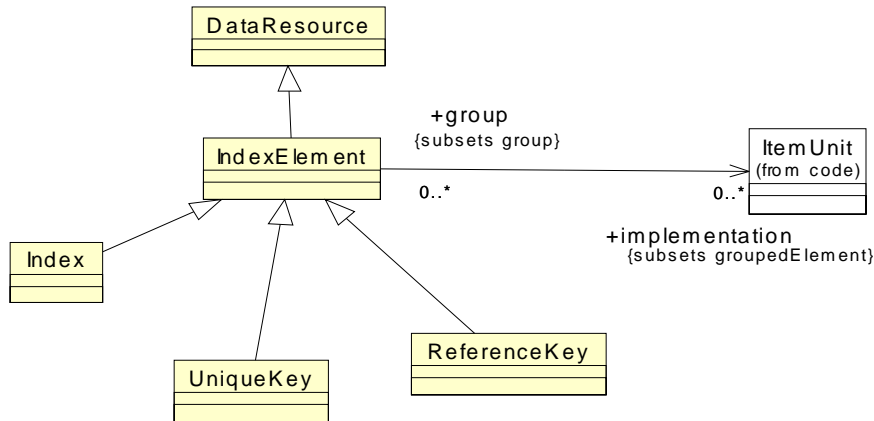 DataResource
+group
{subsets group}
IndexElement
ItemUnit
(from code)
0..*
0..*
+implementation
{subsets groupedElement}
Index
ReferenceKey
UniqueKey